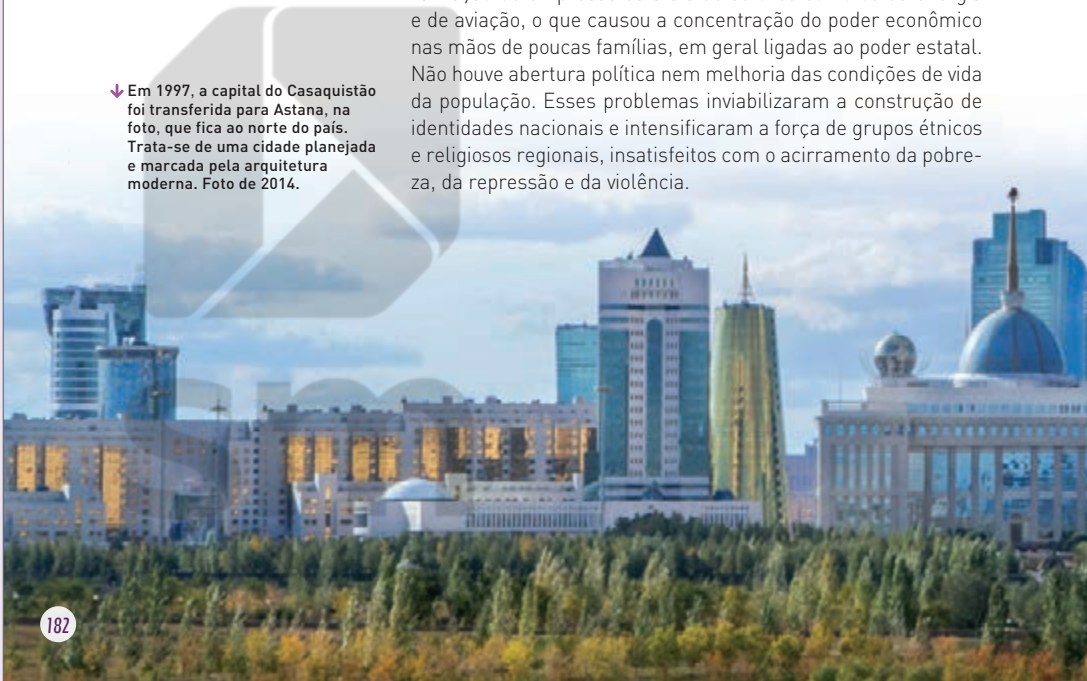 e de aviação, o que causou a concentração do poder econômico
nas mãos de poucas famílias, em geral ligadas ao poder estatal.
Não houve abertura política nem melhoria das condições de vida
da população. Esses problemas inviabilizaram a construção de
identidades nacionais e intensificaram a força de grupos étnicos
e religiosos regionais, insatisfeitos com o acirramento da pobre-
za, da repressão e da violência.
Em 1997, a capital do Casaquistão
foi transferida para Astana, na
foto, que fica ao norte do país.
Trata-se de uma cidade planejada
e marcada pela arquitetura
moderna. Foto de 2014.
sm
182